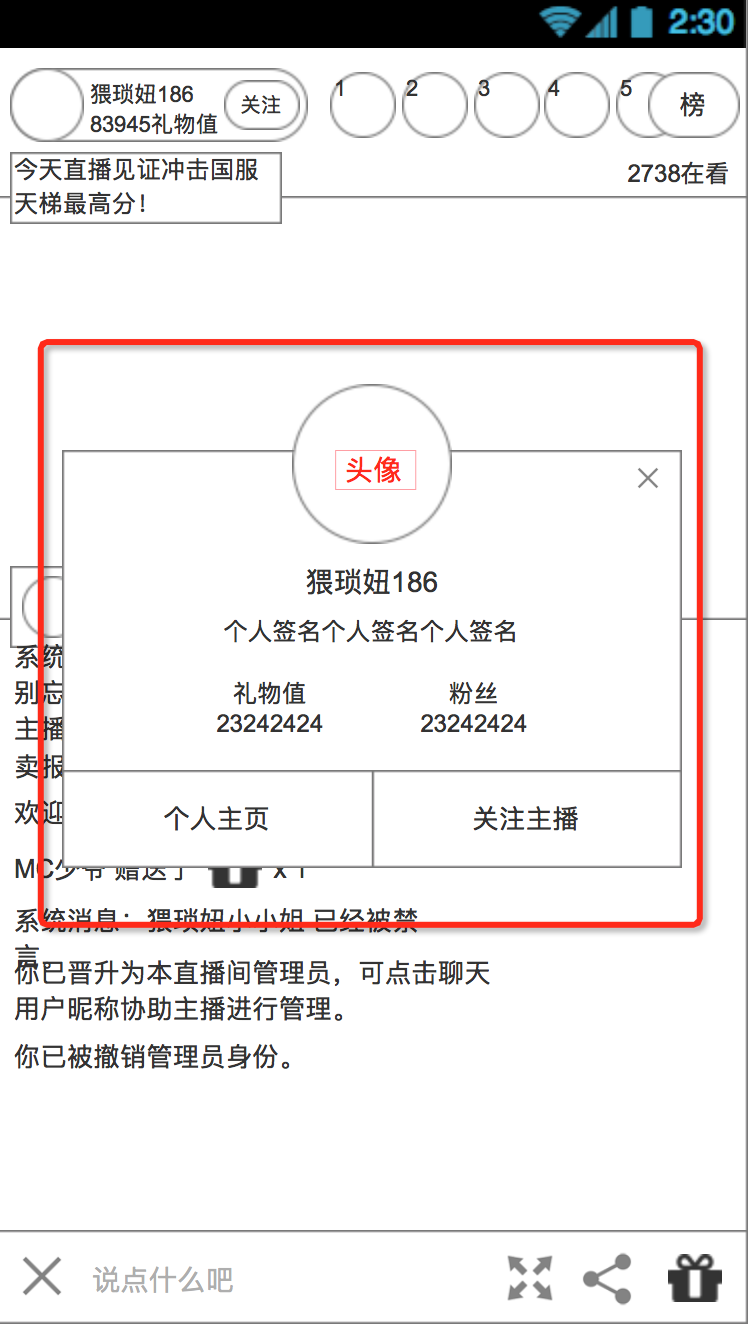 2:30
猥琐妞186
83945礼物值
关注
1
2
3
4
5
榜
今天直播见证冲击国服
天梯最高分！
2738在看
头像
猥琐妞186
个人签名个人签名个人签名
礼物值
粉丝
23242424
23242424
个人主页
关注主播
系统
别忘
主播
卖报
欢迎
MC少爷 赠送了
x 1
系统消息：猥琐妞小小姐 已经被禁
言
你已晋升为本直播间管理员，可点击聊天
用户昵称协助主播进行管理。
你已被撤销管理员身份。
说点什么吧